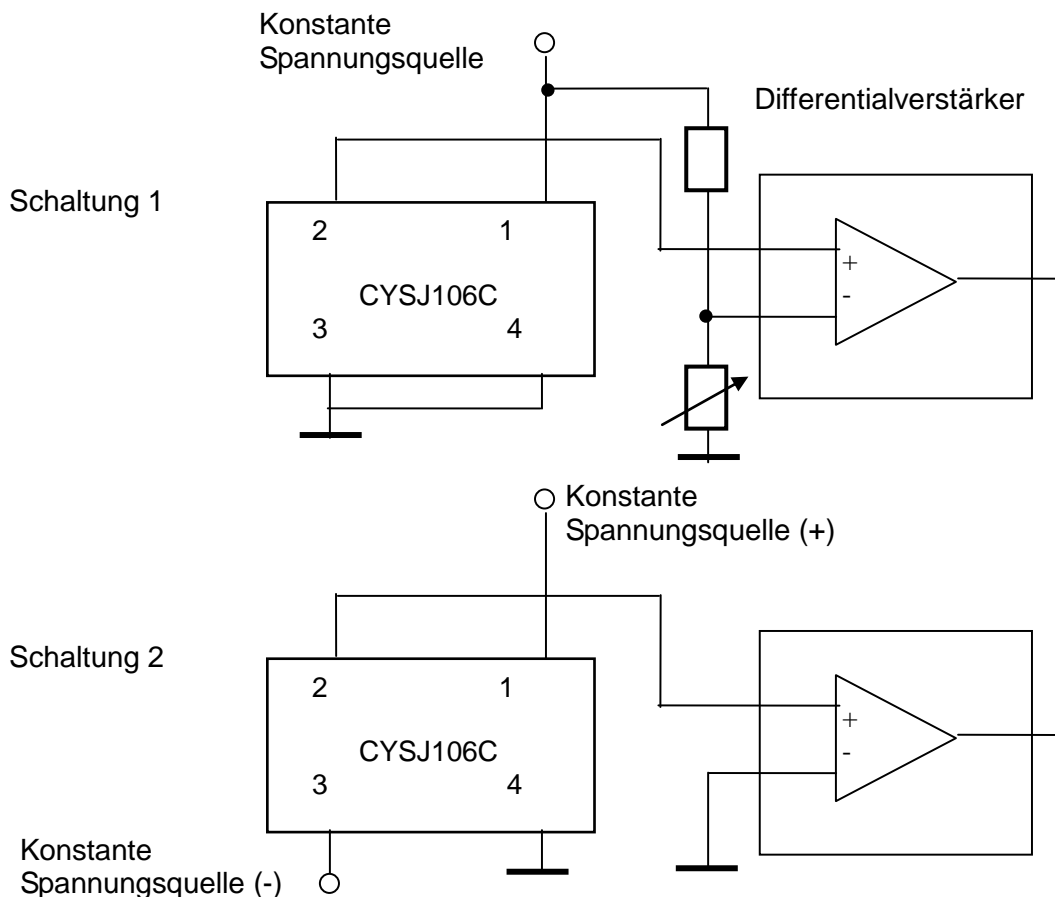 Konstante
Spannungsquelle
Differentialverstärker
Schaltung 1
2 1
CYSJ106C
3 4
+
-
Konstante
Spannungsquelle (+)
Schaltung 2
2 1
CYSJ106C
3 4
+
-
Konstante
Spannungsquelle (-)